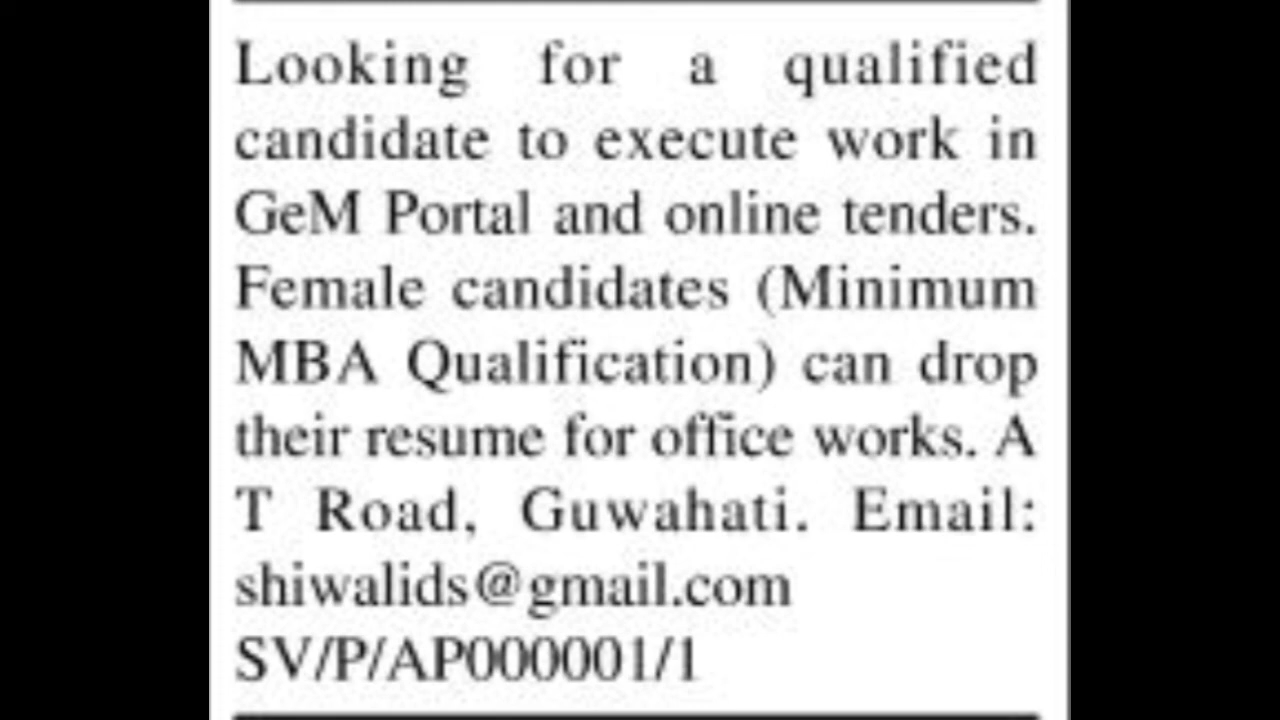 Looking for a qualified
candidate to execute work in
GeM Portal and online tenders.
Female candidates (Minimum
MBA Qualification) can drop
their resume for office works. A
T Road, Guwahati. Email:
shiwalids@gmail.com
SV/P/AP000001/1